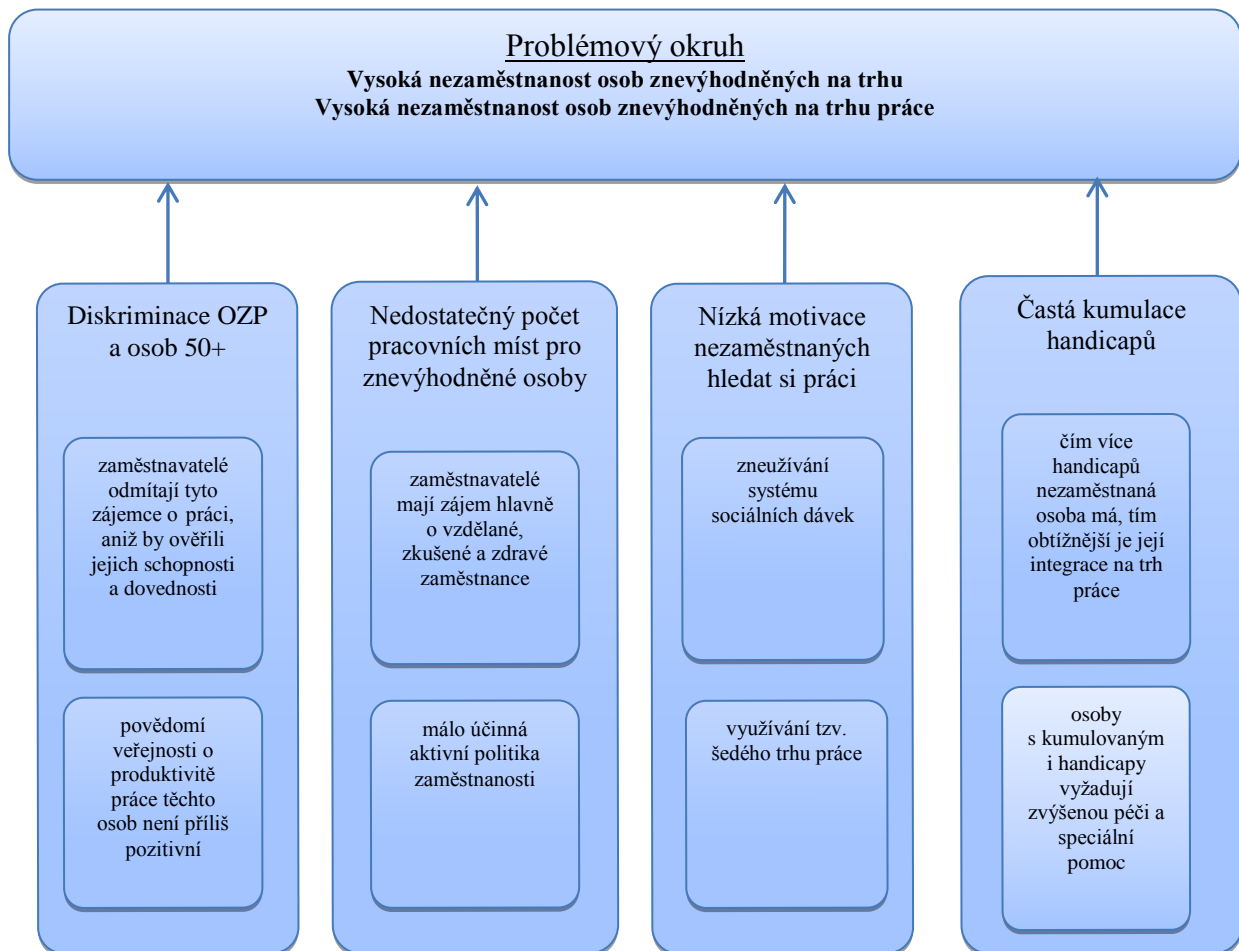 Problémový okruh
Vysoká nezaměstnanost osob znevýhodněných na trhu
Vysoká nezaměstnanost osob znevýhodněných na trhu práce
Diskriminace OZP
a osob 50+
zaměstnavatelé
odmítají tyto
zájemce o práci,
aniž by ověřili
jejich schopnosti
a dovednosti
povědomí
veřejnosti o
produktivitě
práce těchto
osob není příliš
pozitivní
Nedostatečný počet
pracovních míst pro
znevýhodněné osoby
zaměstnavatelé
mají zájem hlavně
o vzdělané,
zkušené a zdravé
zaměstnance
málo účinná
aktivní politika
zaměstnanosti
Nízká motivace
nezaměstnaných
hledat si práci
zneužívání
systému
sociálních dávek
využívání tzv.
šedého trhu práce
Častá kumulace
handicapů
čím více
handicapů
nezaměstnaná
osoba má, tím
obtížnější je její
integrace na trh
práce
osoby
s kumulovaným
i handicapy
vyžadují
zvýšenou péči a
speciální
pomoc